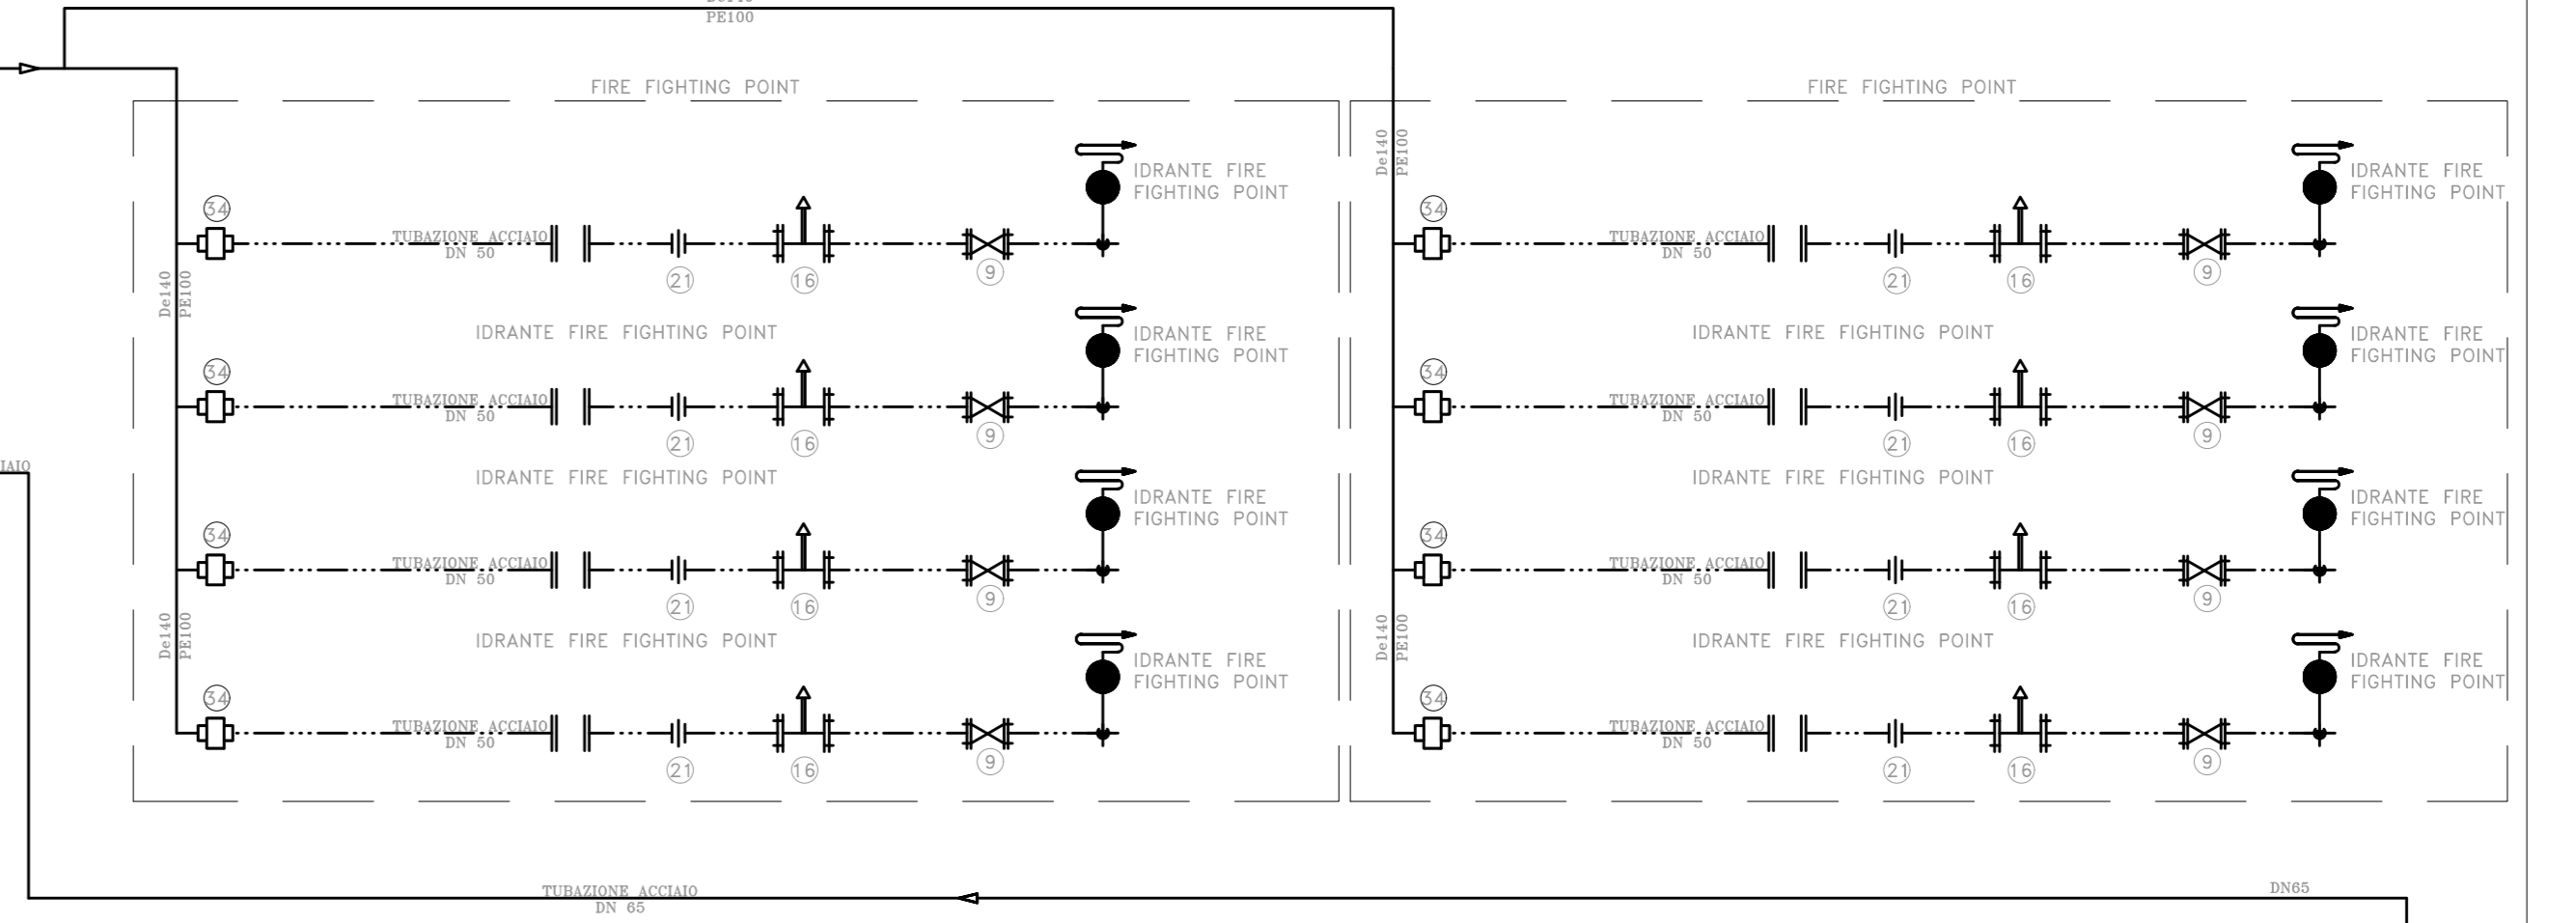 PE100
FIRE FIGHTING POINT
FIRE FIGHTING POINT
De140
PE100
IDRANTE FIRE
FIGHTING POINT
IDRANTE FIRE
FIGHTING POINT
34
TUBAZIONE ACCIAIO
DN 50
21
16
9
34
TUBAZIONE ACCIAIO
DN 50
21
16
9
De140
PE100
IDRANTE FIRE FIGHTING POINT
IDRANTE FIRE
FIGHTING POINT
IDRANTE FIRE FIGHTING POINT
IDRANTE FIRE
FIGHTING POINT
34
TUBAZIONE ACCIAIO
DN 50
21
16
9
34
TUBAZIONE ACCIAIO
DN 50
21
16
9
IDRANTE FIRE FIGHTING POINT
IDRANTE FIRE
FIGHTING POINT
IDRANTE FIRE FIGHTING POINT
IDRANTE FIRE
FIGHTING POINT
34
TUBAZIONE ACCIAIO
DN 50
21
16
9
34
TUBAZIONE ACCIAIO
DN 50
21
16
9
De140
PE100
IDRANTE FIRE FIGHTING POINT
IDRANTE FIRE
FIGHTING POINT
De140
PE100
IDRANTE FIRE FIGHTING POINT
IDRANTE FIRE
FIGHTING POINT
34
TUBAZIONE ACCIAIO
DN 50
21
16
9
34
TUBAZIONE ACCIAIO
DN 50
21
16
9
TUBAZIONE ACCIAIO
DN 65
DN65